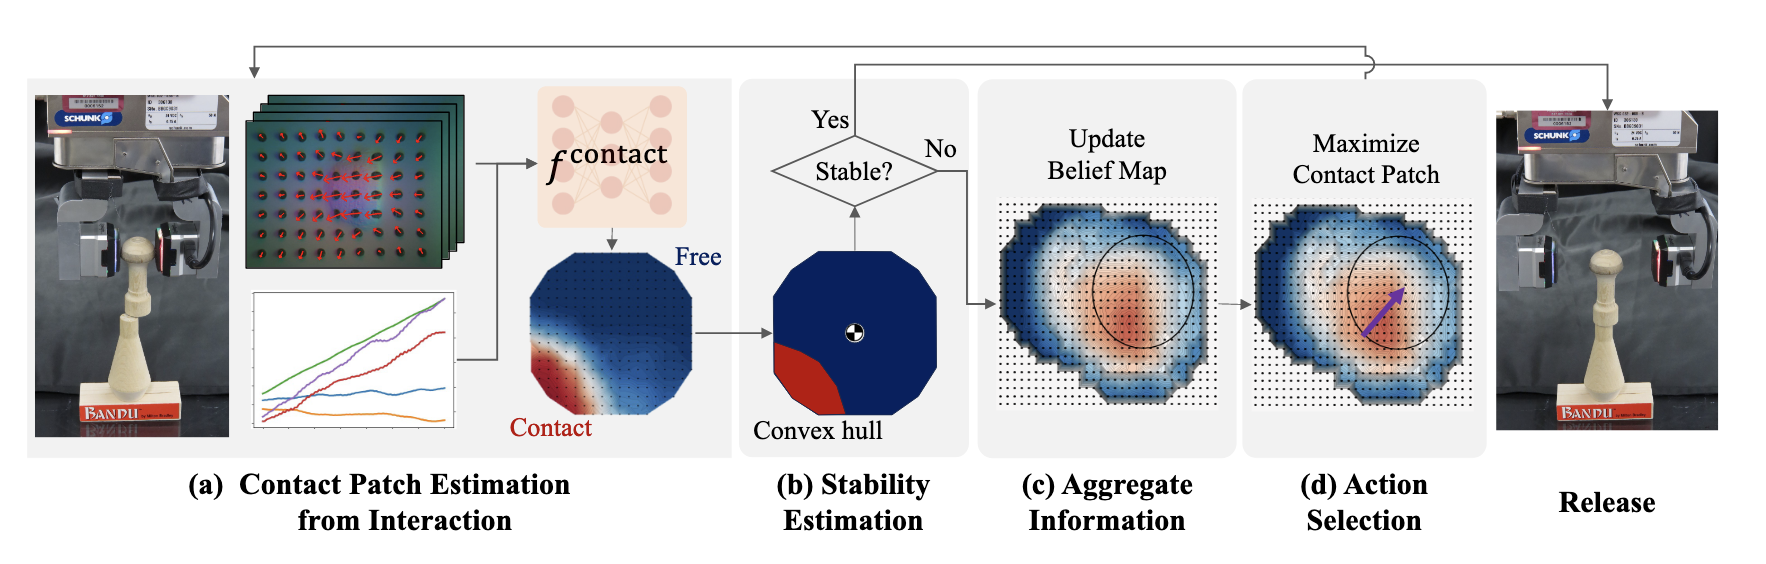 SCHUNK
BANDU
f contact
Free
Contact
Yes
No
Stable?
Convex hull
Update
Belief Map
Maximize
Contact Patch
SCHUNK
BANDU
(a) Contact Patch Estimation
from Interaction
(b) Stability
Estimation
(c) Aggregate
Information
(d) Action
Selection
Release